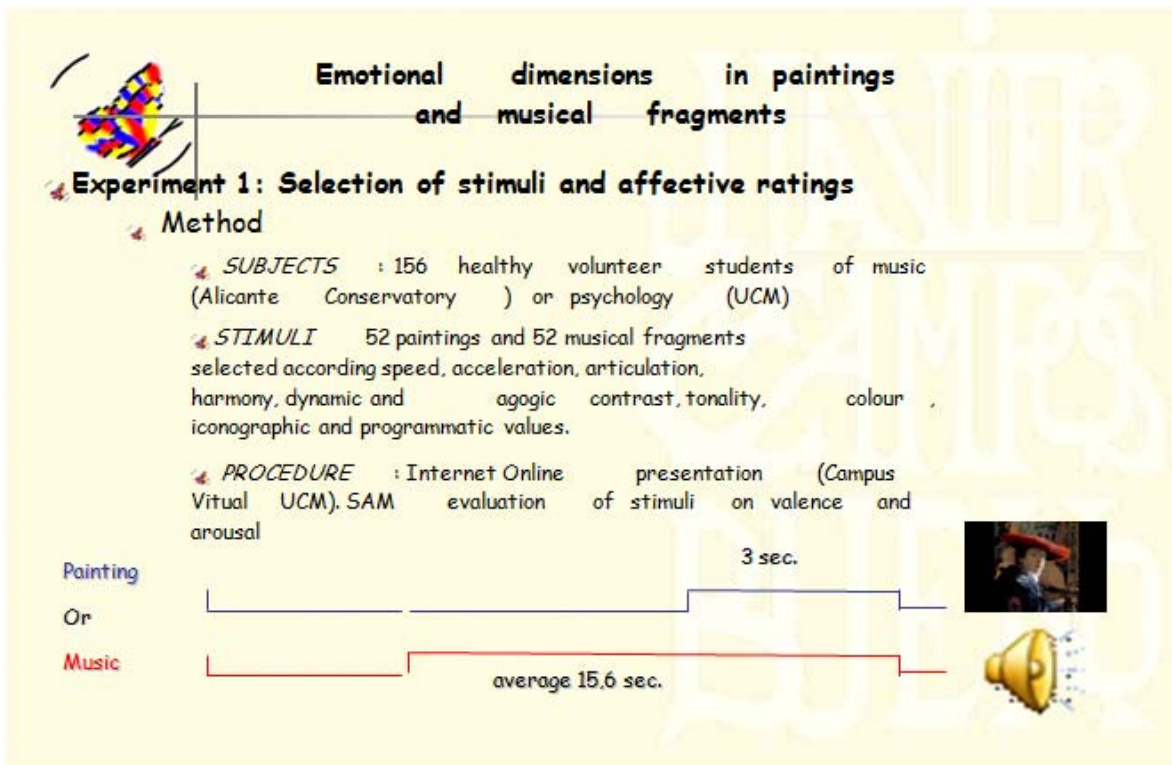 Emotional dimensions in paintings
and musical fragments
Experiment 1: Selection of stimuli and affective ratings
Method
SUBJECTS : 156 healthy volunteer students of music
(Alicante Conservatory ) or psychology (UCM)
STIMULI 52 paintings and 52 musical fragments
selected according speed, acceleration, articulation,
harmony, dynamic and agogic contrast, tonality, colour ,
iconographic and programmatic values.
PROCEDURE : Internet Online presentation (Campus
Vitual UCM). SAM evaluation of stimuli on valence and
arousal
3 sec.
Painting
Or
Music
average 15,6 sec.